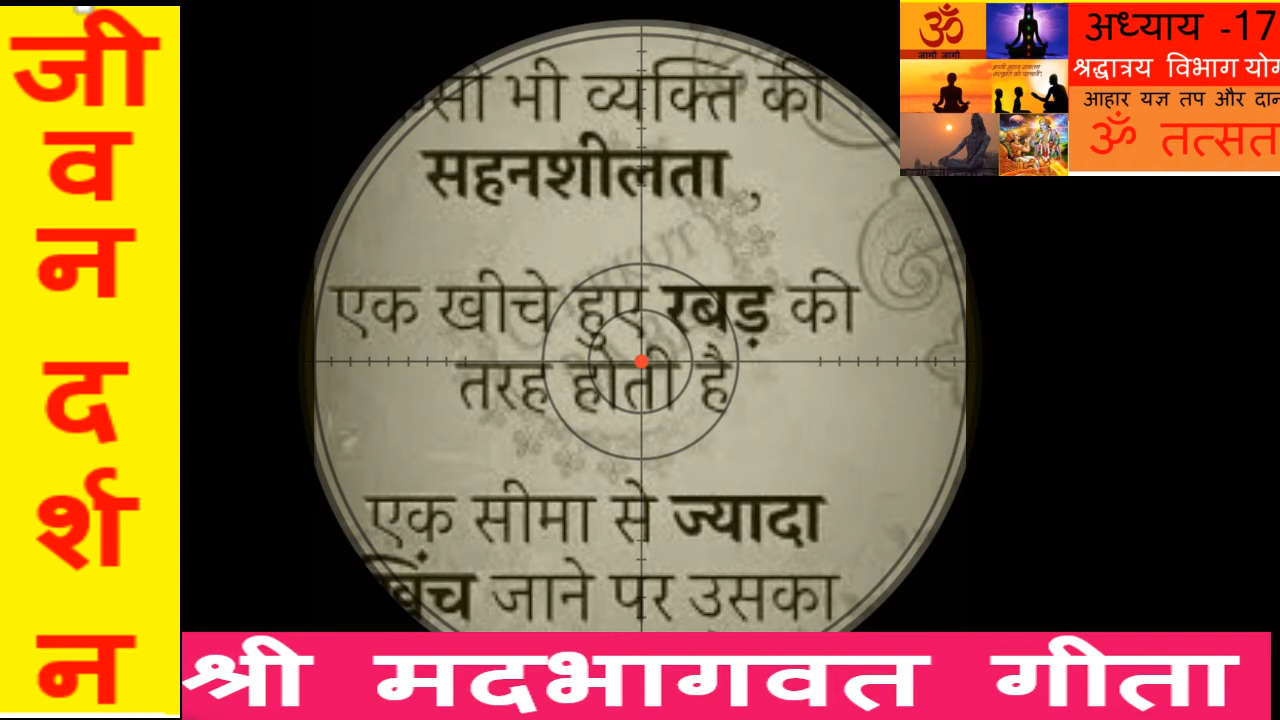 जीवन दर्शन
भी व्यक्ति की
सहनशीलता ,
एक खीचे हुए रबड़ की
तरह होती है
एक सीमा से ज्यादा
खिंच जाने पर उसका
श्री मदभागवत गीता
ॐ
जागो जागो
अध्याय -17
श्रद्धात्रय विभाग योग
आहार यज्ञ तप और दान
ॐ तत्सत